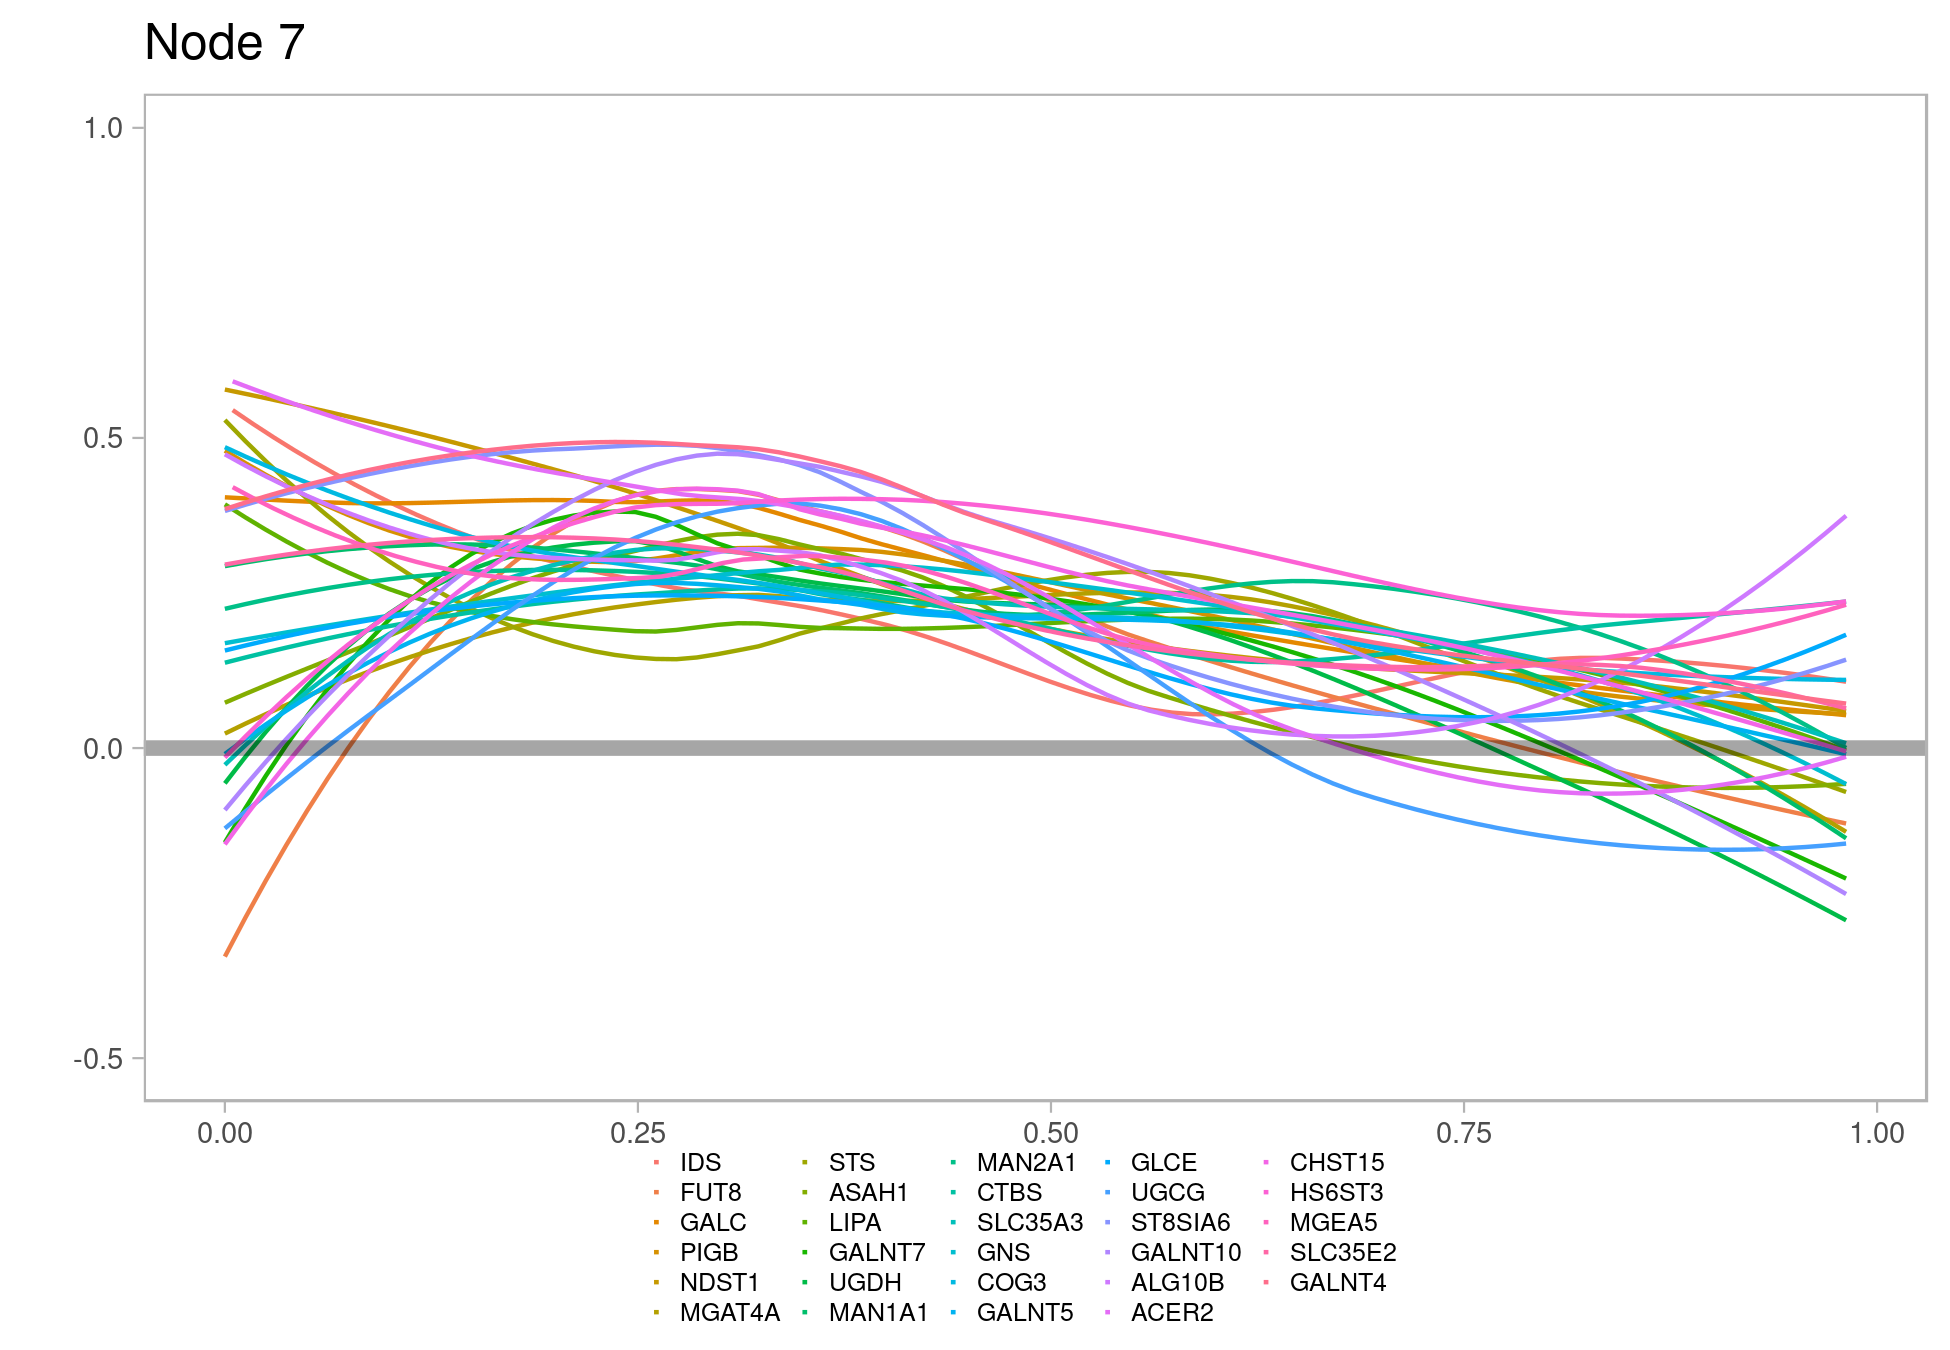 Node 7
1.0
0.5
0.0
-0.5
0.00 0.25 0.50 0.75 1.00
IDS STS MAN2A1 GLCE CHST15
FUT8 ASAH1 CTBS UGCG HS6ST3
GALC LIPA SLC35A3 ST8SIA6 MGEA5
PIGB GALNT7 GNS GALNT10 SLC35E2
NDST1 UGDH COG3 ALG10B GALNT4
MGAT4A MAN1A1 GALNT5 ACER2